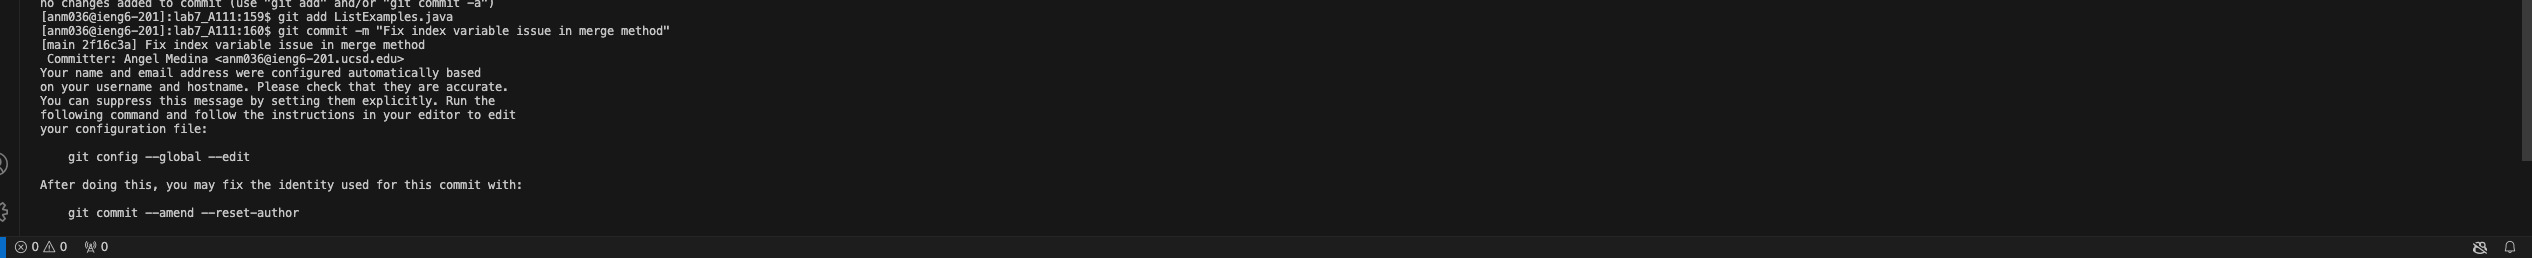 no changes added to commit (use "git add" and/or "git commit -a")
[anm036@ieng6-201]:lab7_A111:159$ git add ListExamples.java
[anm036@ieng6-201]:lab7_A111:160$ git commit -m "Fix index variable issue in merge method"
[main 2f16c3a] Fix index variable issue in merge method
 Committer: Angel Medina <anm036@ieng6-201.ucsd.edu>
Your name and email address were configured automatically based
on your username and hostname. Please check that they are accurate.
You can suppress this message by setting them explicitly. Run the
following command and follow the instructions in your editor to edit
your configuration file:

    git config --global --edit

After doing this, you may fix the identity used for this commit with:

    git commit --amend --reset-author

0 0 0